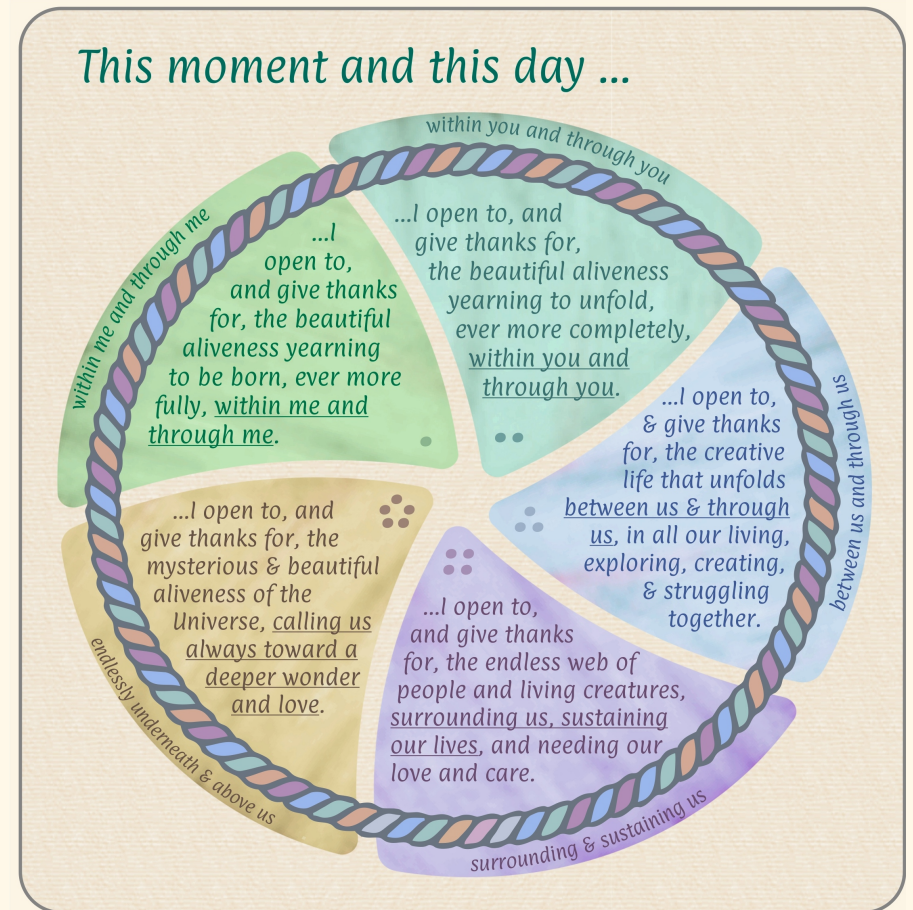 This moment and this day ...
within me and through me
...I
open to,
and give thanks
for, the beautiful
aliveness yearning
to be born, ever more
fully, within me and
through me.
within you and through you
...I open to, and
give thanks for,
the beautiful aliveness
yearning to unfold,
ever more completely,
within you and
through you.
between us and through us
...I open to,
& give thanks
for, the creative
life that unfolds
between us & through
us, in all our living,
exploring, creating,
& struggling
together.
surrounding & sustaining us
...I open to,
and give thanks
for, the endless web of
people and living creatures,
surrounding us, sustaining
our lives, and needing our
love and care.
endlessly underneath & above us
...I open to, and
give thanks for, the
mysterious & beautiful
aliveness of the
Universe, calling us
always toward a
deeper wonder
and love.